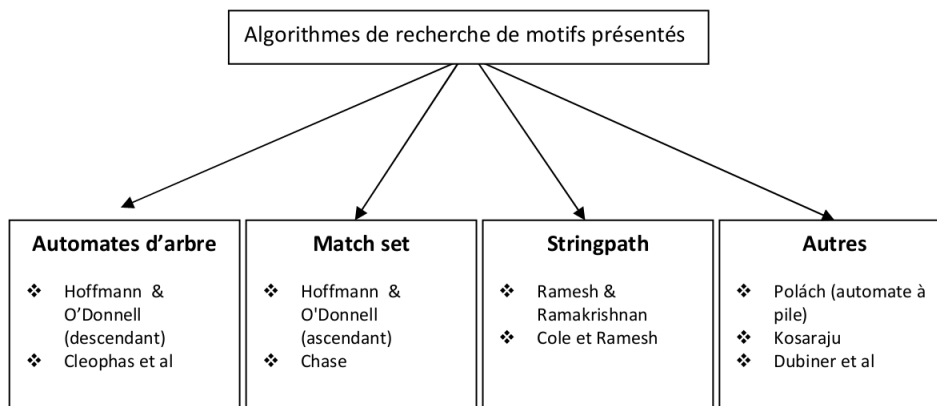 Algorithmes de recherche de motifs présentés
Automates d’arbre
❖ Hoffmann &
O’Donnell
(descendant)
❖ Cleophas et al
Match set
❖ Hoffmann &
O'Donnell
(ascendant)
❖ Chase
Stringpath
❖ Ramesh &
Ramakrishnan
❖ Cole et Ramesh
Autres
❖ Polách (automate à
pile)
❖ Kosaraju
❖ Dubiner et al